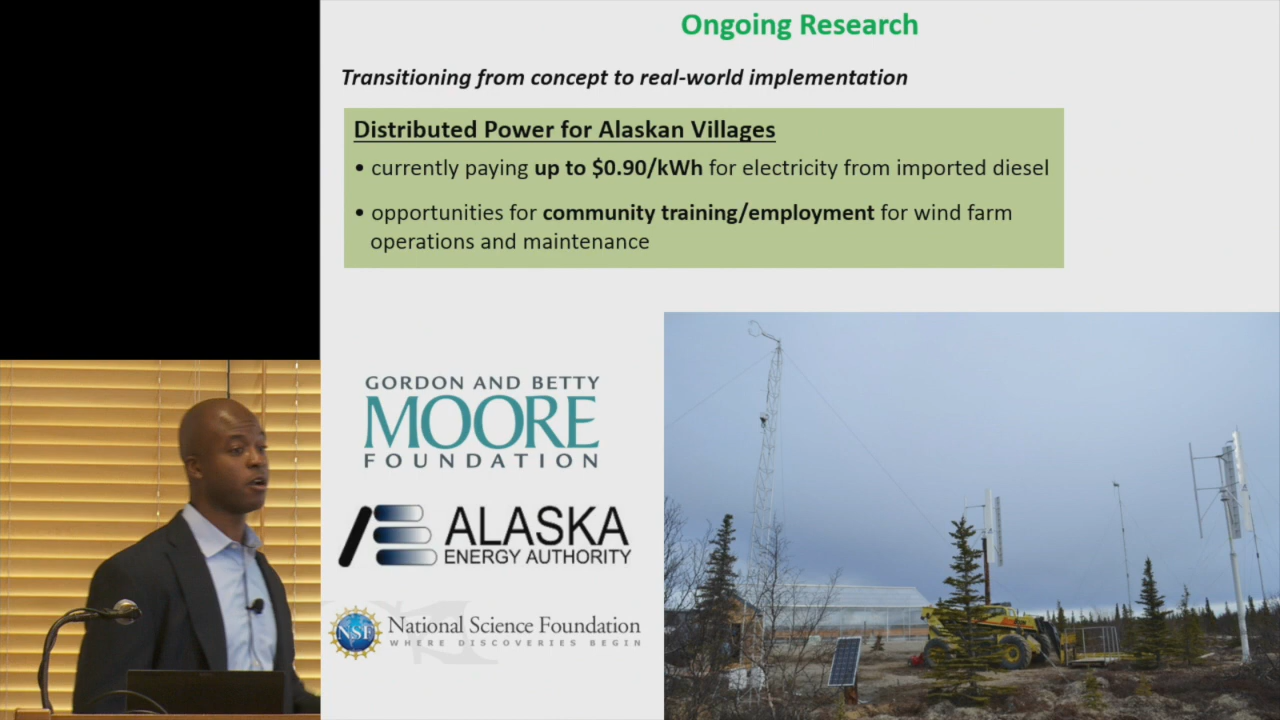 Ongoing Research
Transitioning from concept to real-world implementation
Distributed Power for Alaskan Villages
• currently paying up to $0.90/kWh for electricity from imported diesel
• opportunities for community training/employment for wind farm
operations and maintenance
GORDON AND BETTY
MOORE
FOUNDATION
ALASKA
ENERGY AUTHORITY
NSF
National Science Foundation
WHERE DISCOVERIES BEGIN